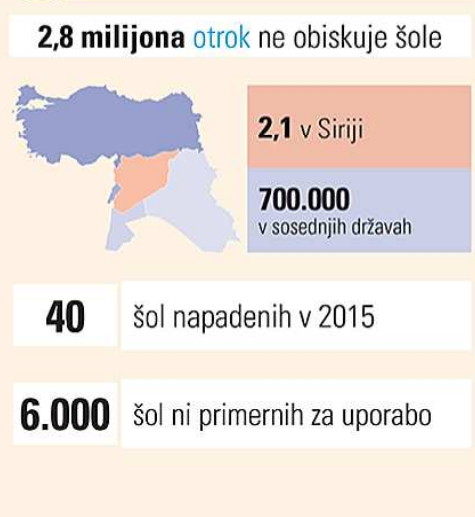 2,8 milijona otrok ne obiskuje šole
2,1 v Siriji
700.000
v sosednjih državah
40 šol napadenih v 2015
6.000 šol ni primernih za uporabo